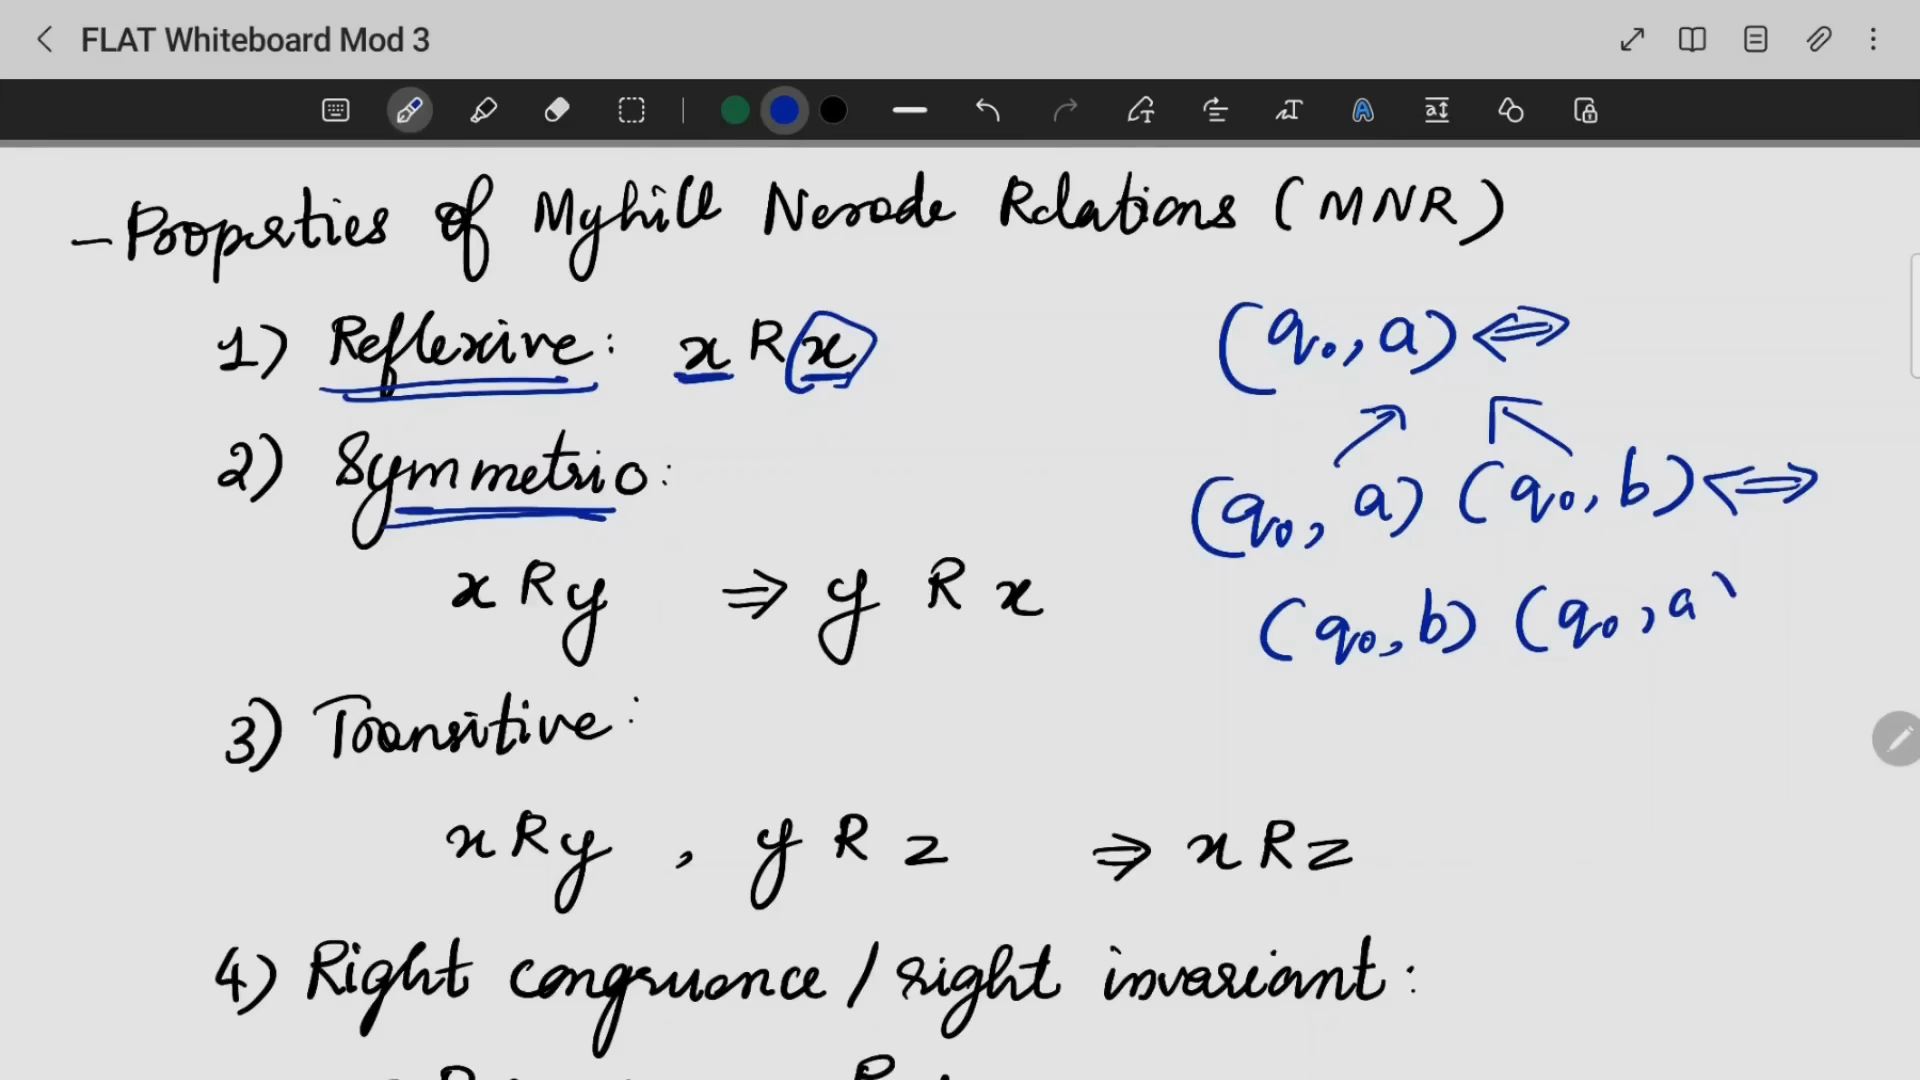 FLAT Whiteboard Mod 3
- Properties of Myhill Nerode Relations (MNR)
1) Reflexive: x R x
(q₀, a) ⇔
2) Symmetric:
(q₀, a) (q₀, b) ⇔
x R y ⇒ y R x
(q₀, b) (q₀, a)
3) Transitive:
x R y , y R z ⇒ x R z
4) Right congruence / right invariant: